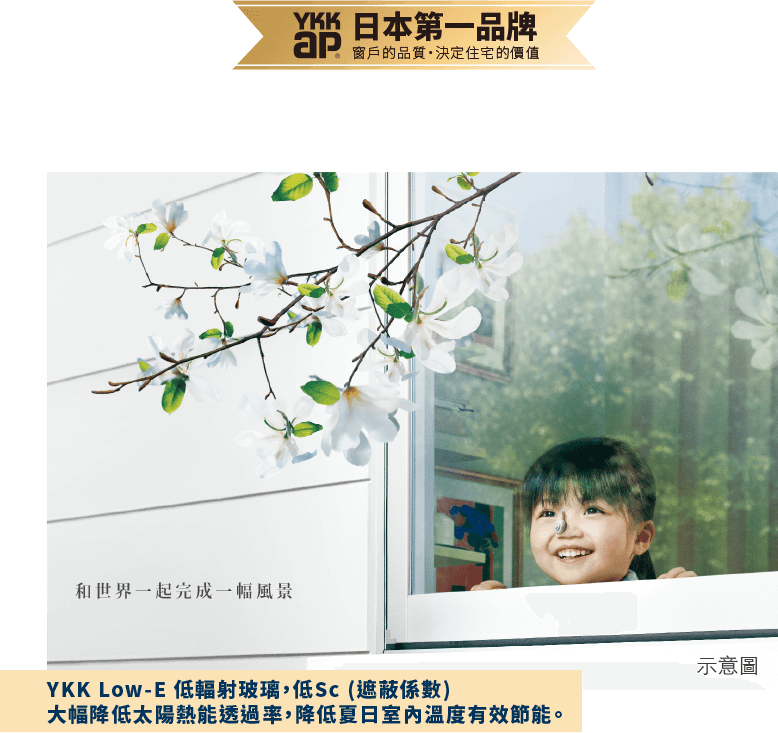 YKK
ap®
日本第一品牌
窗戶的品質・決定住宅的價值
和世界一起完成一幅風景
示意圖
YKK Low-E 低輻射玻璃，低Sc (遮蔽係數)
大幅降低太陽熱能透過率，降低夏日室內溫度有效節能。